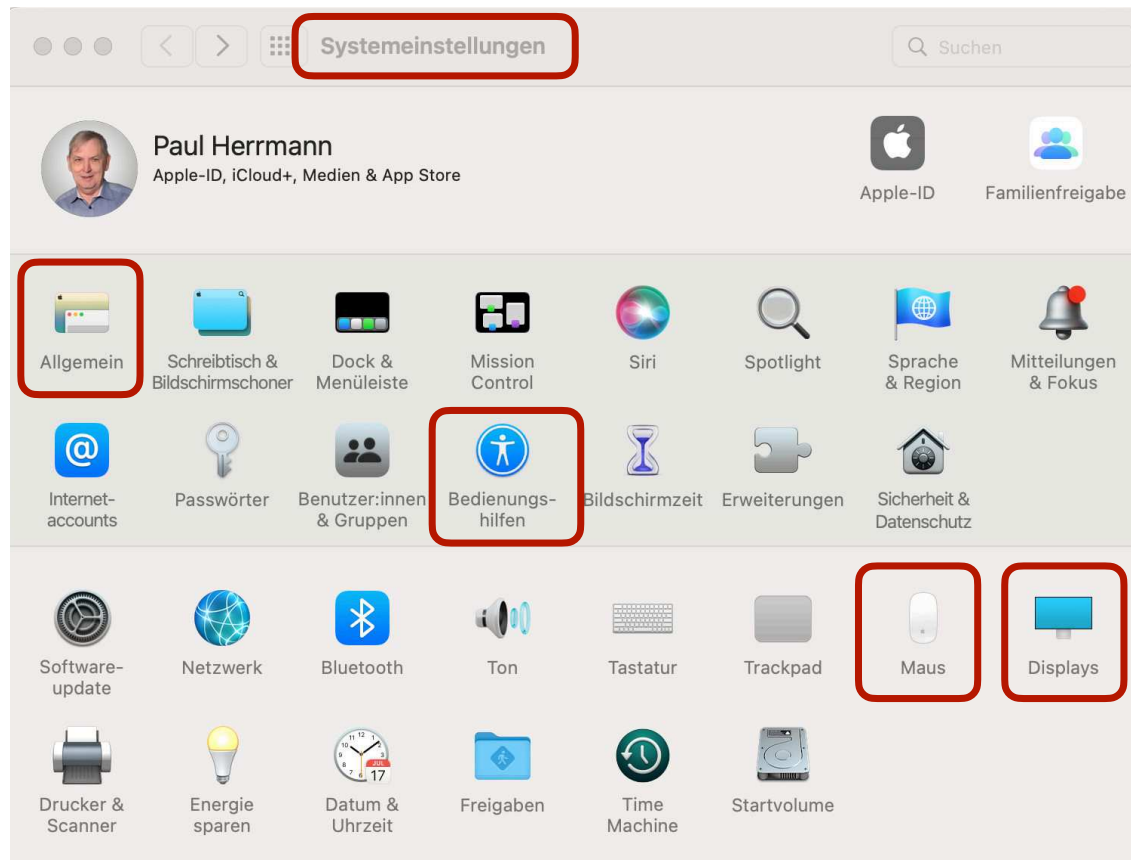 Systemeinstellungen
Suchen
Paul Herrmann
Apple-ID, iCloud+, Medien & App Store
Apple-ID
Familienfreigabe
Allgemein
Schreibtisch &
Bildschirmschoner
Dock &
Menüleiste
Mission
Control
Siri
Spotlight
Sprache
& Region
Mitteilungen
& Fokus
Internet-
accounts
Passwörter
Benutzer:innen
& Gruppen
Bedienungs-
hilfen
Bildschirmzeit
Erweiterungen
Sicherheit &
Datenschutz
Software-
update
Netzwerk
Bluetooth
Ton
Tastatur
Trackpad
Maus
Displays
Drucker &
Scanner
Energie
sparen
JUL
17
Datum &
Uhrzeit
Freigaben
Time
Machine
Startvolume